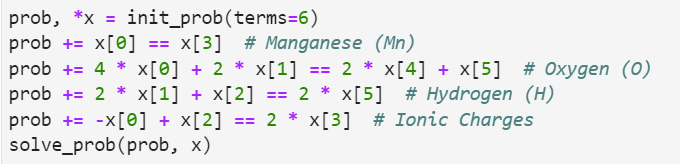 prob, *x = init_prob(terms=6)
prob += x[0] == x[3]  # Manganese (Mn)
prob += 4 * x[0] + 2 * x[1] == 2 * x[4] + x[5]  # Oxygen (O)
prob += 2 * x[1] + x[2] == 2 * x[5]  # Hydrogen (H)
prob += -x[0] + x[2] == 2 * x[3]  # Ionic Charges
solve_prob(prob, x)